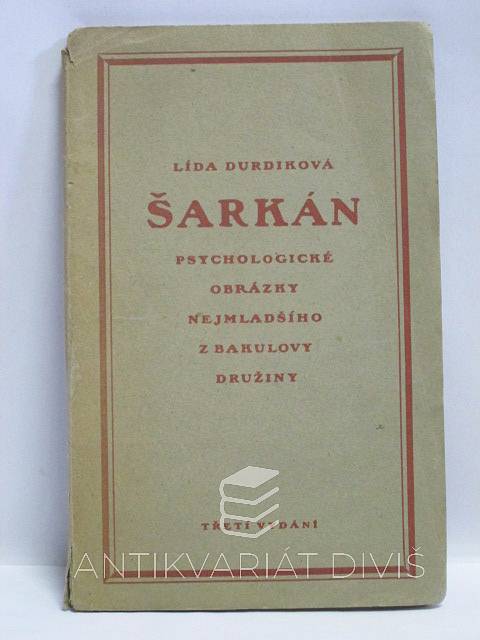 LÍDA DURDIKOVÁ
ŠARKÁN
PSYCHOLOGICKÉ
OBRÁZKY
NEJMLADŠÍHO
Z BAKULOVY
DRUŽINY
TŘETÍ VYDÁNÍ
ANTIKVARIÁT DIVIŠ